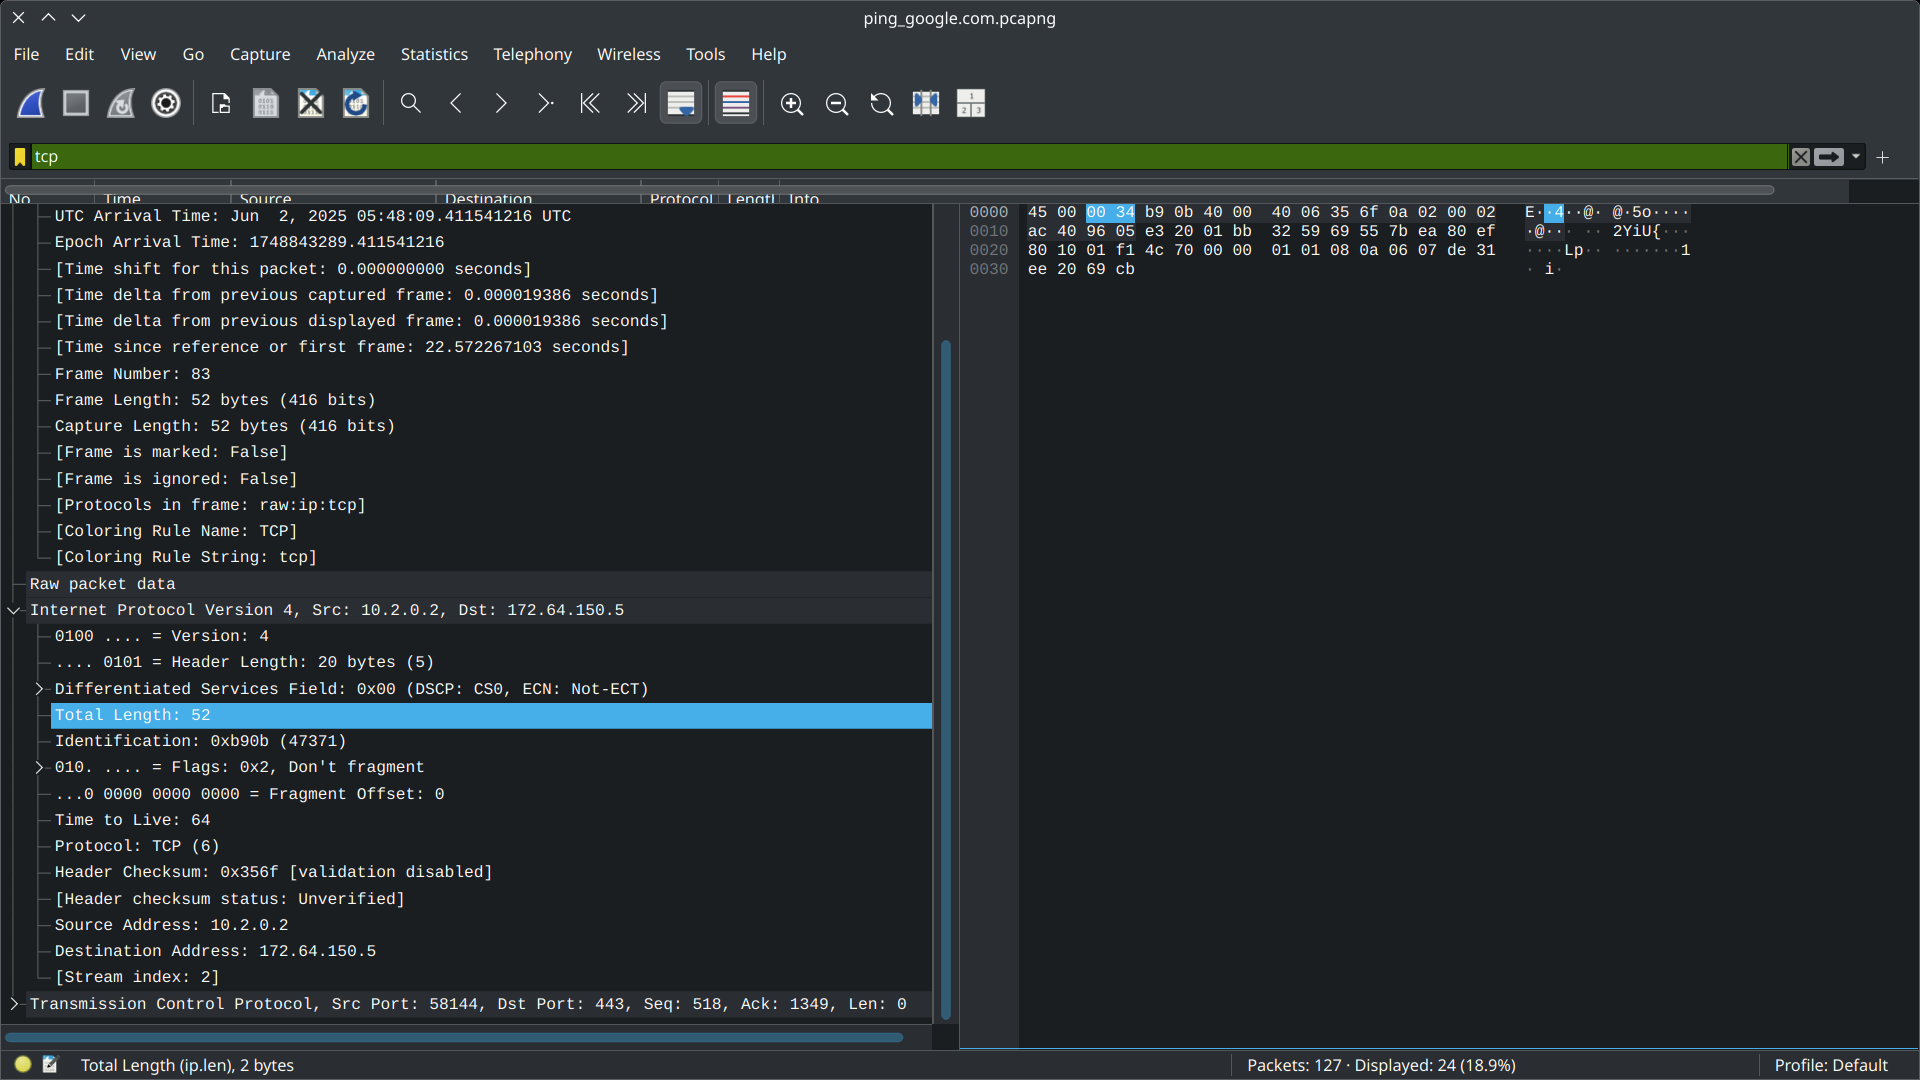 ping_google.com.pcapng
File Edit View Go Capture Analyze Statistics Telephony Wireless Tools Help
tcp
No Time Source Destination Protocol Lengtl Info
UTC Arrival Time: Jun  2, 2025 05:48:09.411541216 UTC
Epoch Arrival Time: 1748843289.411541216
[Time shift for this packet: 0.000000000 seconds]
[Time delta from previous captured frame: 0.000019386 seconds]
[Time delta from previous displayed frame: 0.000019386 seconds]
[Time since reference or first frame: 22.572267103 seconds]
Frame Number: 83
Frame Length: 52 bytes (416 bits)
Capture Length: 52 bytes (416 bits)
[Frame is marked: False]
[Frame is ignored: False]
[Protocols in frame: raw:ip:tcp]
[Coloring Rule Name: TCP]
[Coloring Rule String: tcp]
Raw packet data
Internet Protocol Version 4, Src: 10.2.0.2, Dst: 172.64.150.5
0100 .... = Version: 4
.... 0101 = Header Length: 20 bytes (5)
Differentiated Services Field: 0x00 (DSCP: CS0, ECN: Not-ECT)
Total Length: 52
Identification: 0xb90b (47371)
010. .... = Flags: 0x2, Don't fragment
...0 0000 0000 0000 = Fragment Offset: 0
Time to Live: 64
Protocol: TCP (6)
Header Checksum: 0x356f [validation disabled]
[Header checksum status: Unverified]
Source Address: 10.2.0.2
Destination Address: 172.64.150.5
[Stream index: 2]
Transmission Control Protocol, Src Port: 58144, Dst Port: 443, Seq: 518, Ack: 1349, Len: 0
0000 45 00 00 34 b9 0b 40 00 40 06 35 6f 0a 02 00 02 E··4··@· @·5o····
0010 ac 40 96 05 e3 20 01 bb 32 59 69 55 7b ea 80 ef ·@·· ·· 2YiU{···
0020 80 10 01 f1 4c 70 00 00 01 01 08 0a 06 07 de 31 ····Lp·· ·······1
0030 ee 20 69 cb · i·
Total Length (ip.len), 2 bytes
Packets: 127 · Displayed: 24 (18.9%)
Profile: Default